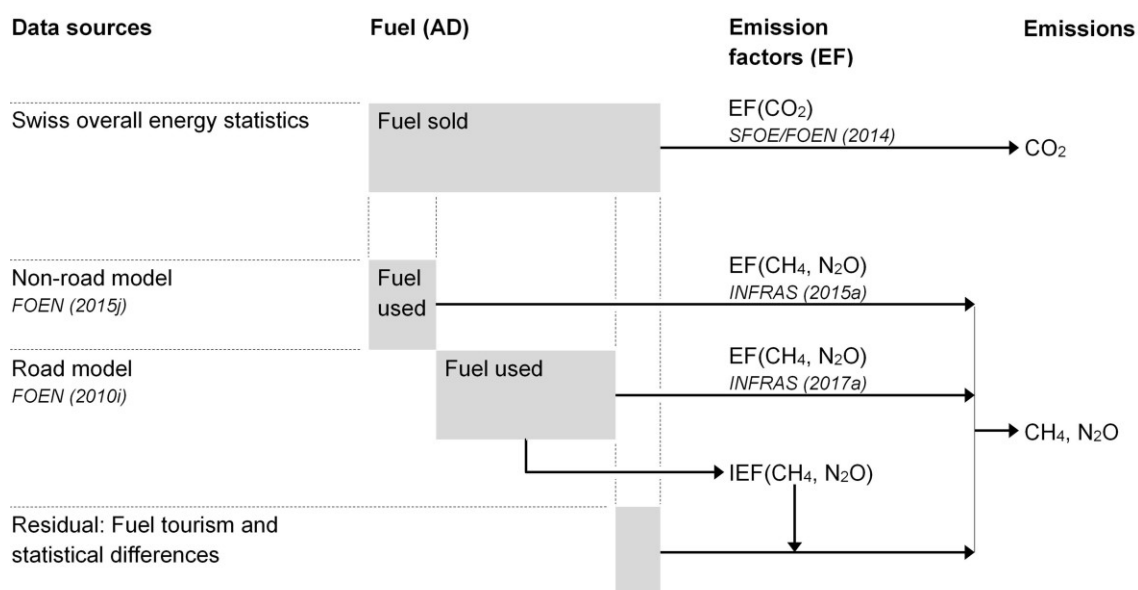 Data sources
Fuel (AD)
Emission
factors (EF)
Emissions
Swiss overall energy statistics
Fuel sold
EF(CO₂)
SFOE/FOEN (2014)
CO₂
Non-road model
FOEN (2015j)
Fuel
used
EF(CH₄, N₂O)
INFRAS (2015a)
Road model
FOEN (2010i)
Fuel used
EF(CH₄, N₂O)
INFRAS (2017a)
CH₄, N₂O
IEF(CH₄, N₂O)
Residual: Fuel tourism and
statistical differences